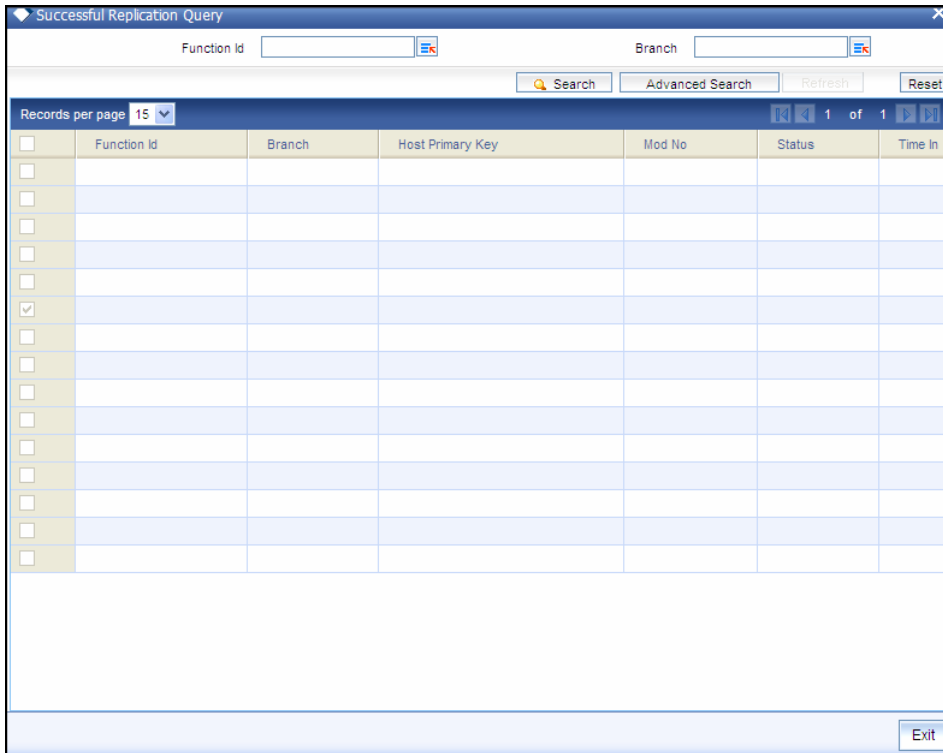 Successful Replication Query
Function Id Branch
Search Advanced Search Refresh Reset
Records per page 15 1 of 1
Function Id Branch Host Primary Key Mod No Status Time In
Exit